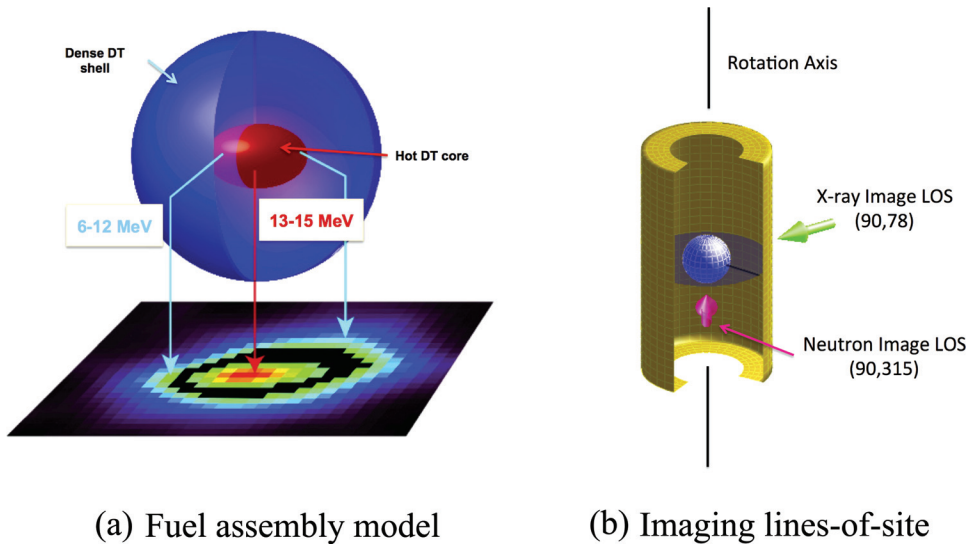 Dense DT
shell
Hot DT core
6-12 MeV
13-15 MeV
(a) Fuel assembly model
Rotation Axis
X-ray Image LOS
(90,78)
Neutron Image LOS
(90,315)
(b) Imaging lines-of-site